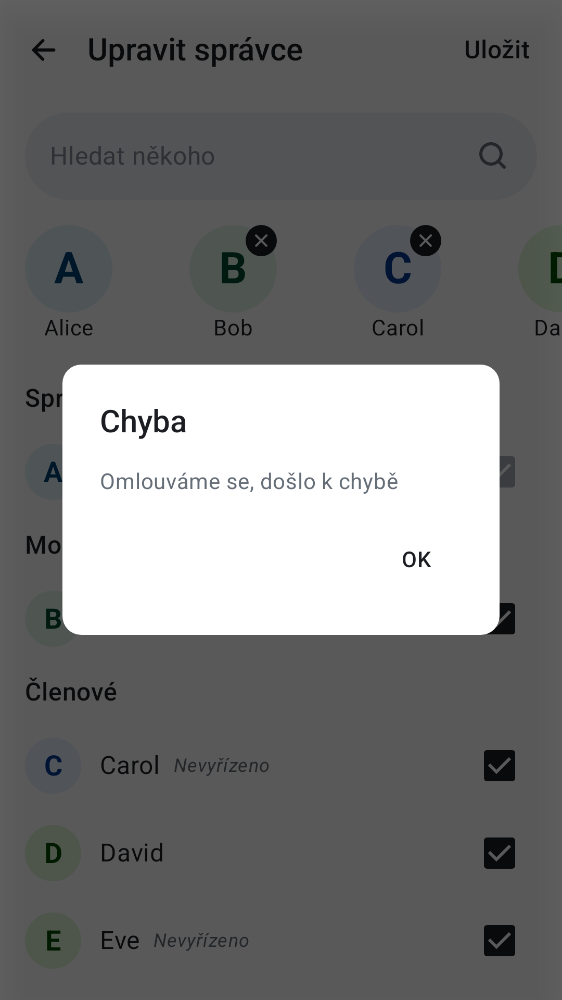 Upravit správce
Uložit
Hledat někoho
A
B
C
D
Alice
Bob
Carol
Da
Spr
A
Chyba
Omlouváme se, došlo k chybě
OK
Mo
B
Členové
C Carol Nevyřízeno
D David
E Eve Nevyřízeno